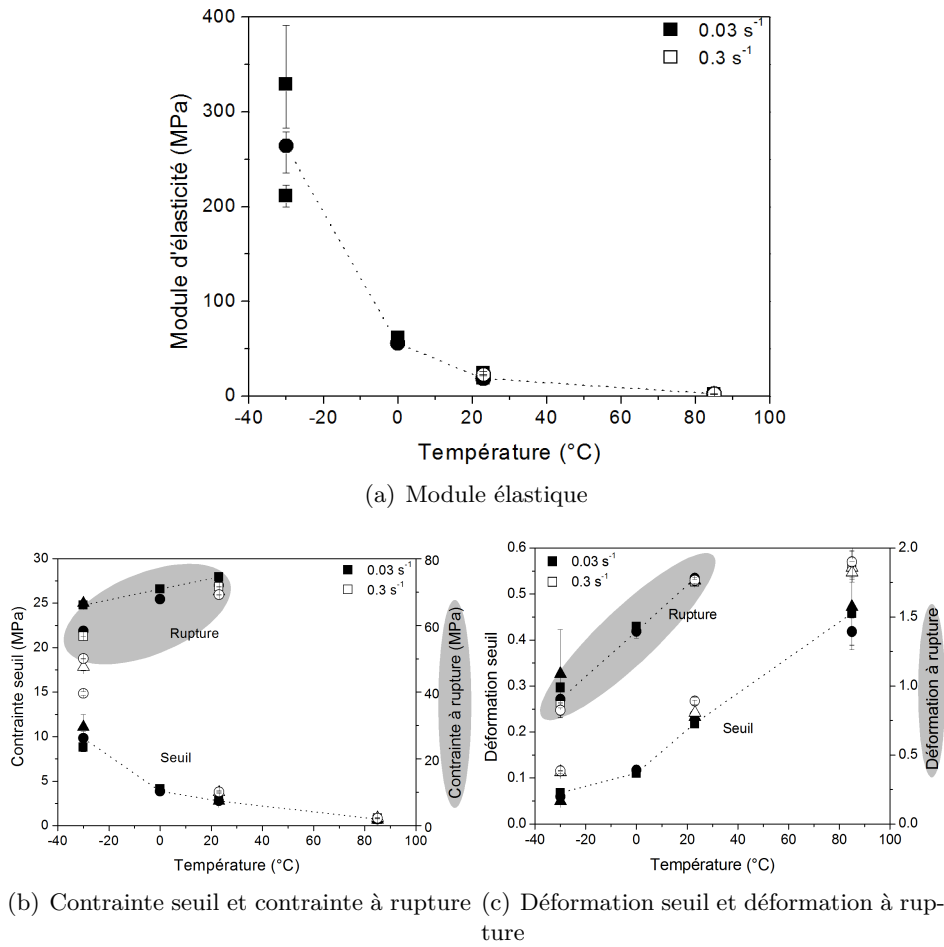 400
300
200
100
0
Module d'élasticité (MPa)
0.03 s-1
0.3 s-1
-40 -20 0 20 40 60 80 100
Température (°C)
(a) Module élastique
30
25
20
15
10
5
0
Contrainte seuil (MPa)
0.03 s-1
0.3 s-1
Rupture
Seuil
80
60
40
20
0
Contrainte à rupture (MPa)
-40 -20 0 20 40 60 80 100
Température (°C)
0.6
0.5
0.4
0.3
0.2
0.1
0.0
Déformation seuil
0.03 s-1
0.3 s-1
Rupture
Seuil
2.0
1.5
1.0
0.5
0.0
Déformation à rupture
-40 -20 0 20 40 60 80 100
Température (°C)
(b) Contrainte seuil et contrainte à rupture
(c) Déformation seuil et déformation à rup-
ture